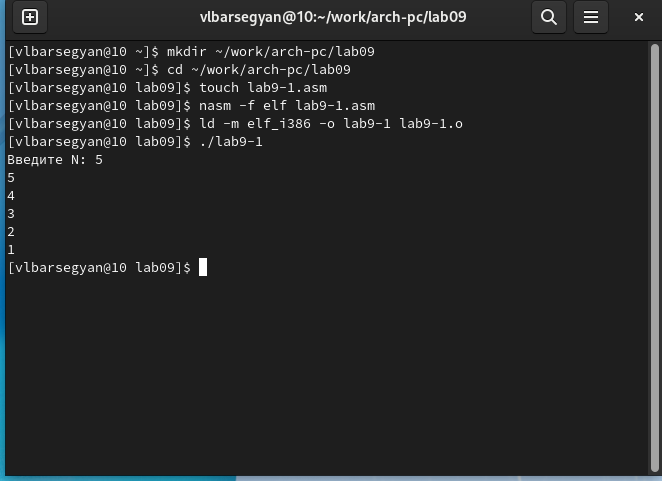 vlbarsegyan@10:~/work/arch-pc/lab09
[vlbarsegyan@10 ~]$ mkdir ~/work/arch-pc/lab09
[vlbarsegyan@10 ~]$ cd ~/work/arch-pc/lab09
[vlbarsegyan@10 lab09]$ touch lab9-1.asm
[vlbarsegyan@10 lab09]$ nasm -f elf lab9-1.asm
[vlbarsegyan@10 lab09]$ ld -m elf_i386 -o lab9-1 lab9-1.o
[vlbarsegyan@10 lab09]$ ./lab9-1
Введите N: 5
5
4
3
2
1
[vlbarsegyan@10 lab09]$